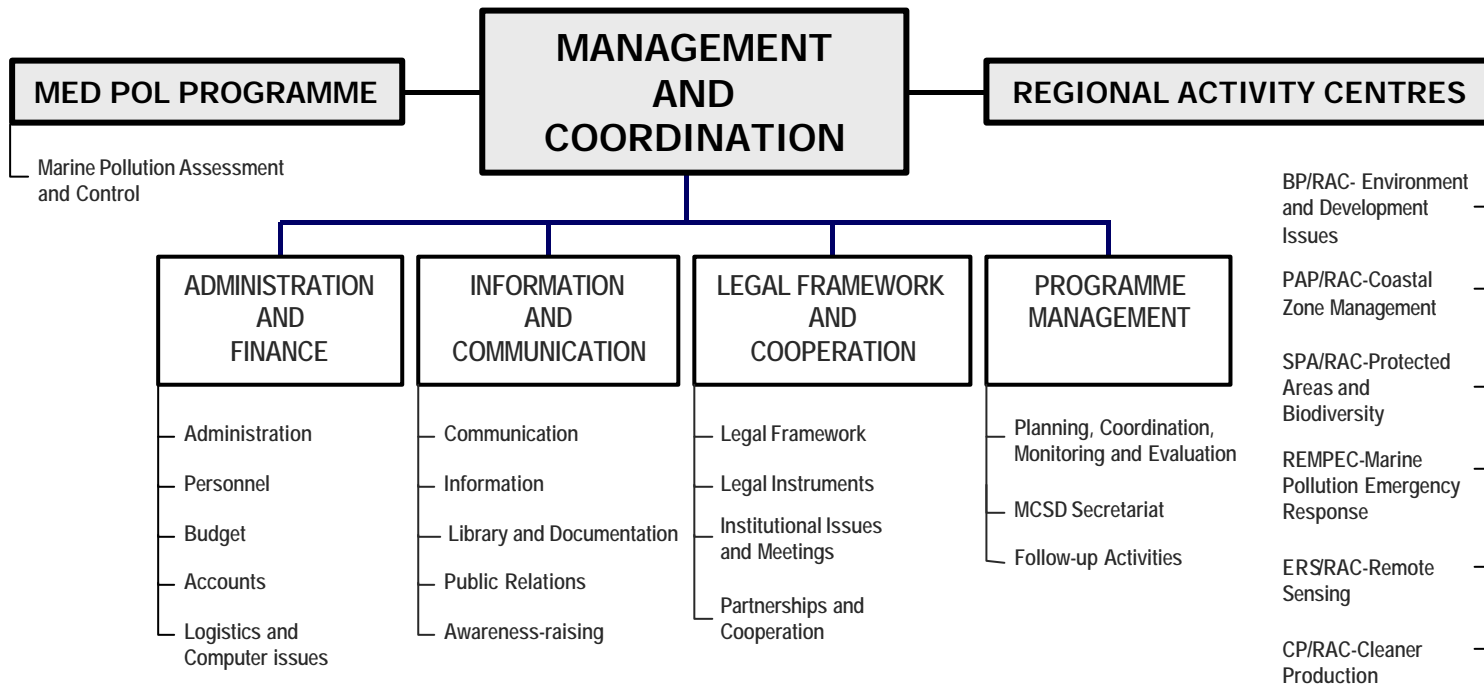 MANAGEMENT
AND
COORDINATION
MED POL PROGRAMME
REGIONAL ACTIVITY CENTRES
Marine Pollution Assessment
and Control
ADMINISTRATION
AND
FINANCE
Administration
Personnel
Budget
Accounts
Logistics and
Computer issues
INFORMATION
AND
COMMUNICATION
Communication
Information
Library and Documentation
Public Relations
Awareness-raising
LEGAL FRAMEWORK
AND
COOPERATION
Legal Framework
Legal Instruments
Institutional Issues
and Meetings
Partnerships and
Cooperation
PROGRAMME
MANAGEMENT
Planning, Coordination,
Monitoring and Evaluation
MCSD Secretariat
Follow-up Activities
BP/RAC- Environment
and Development
Issues
PAP/RAC-Coastal
Zone Management
SPA/RAC-Protected
Areas and
Biodiversity
REMPEC-Marine
Pollution Emergency
Response
ERS/RAC-Remote
Sensing
CP/RAC-Cleaner
Production